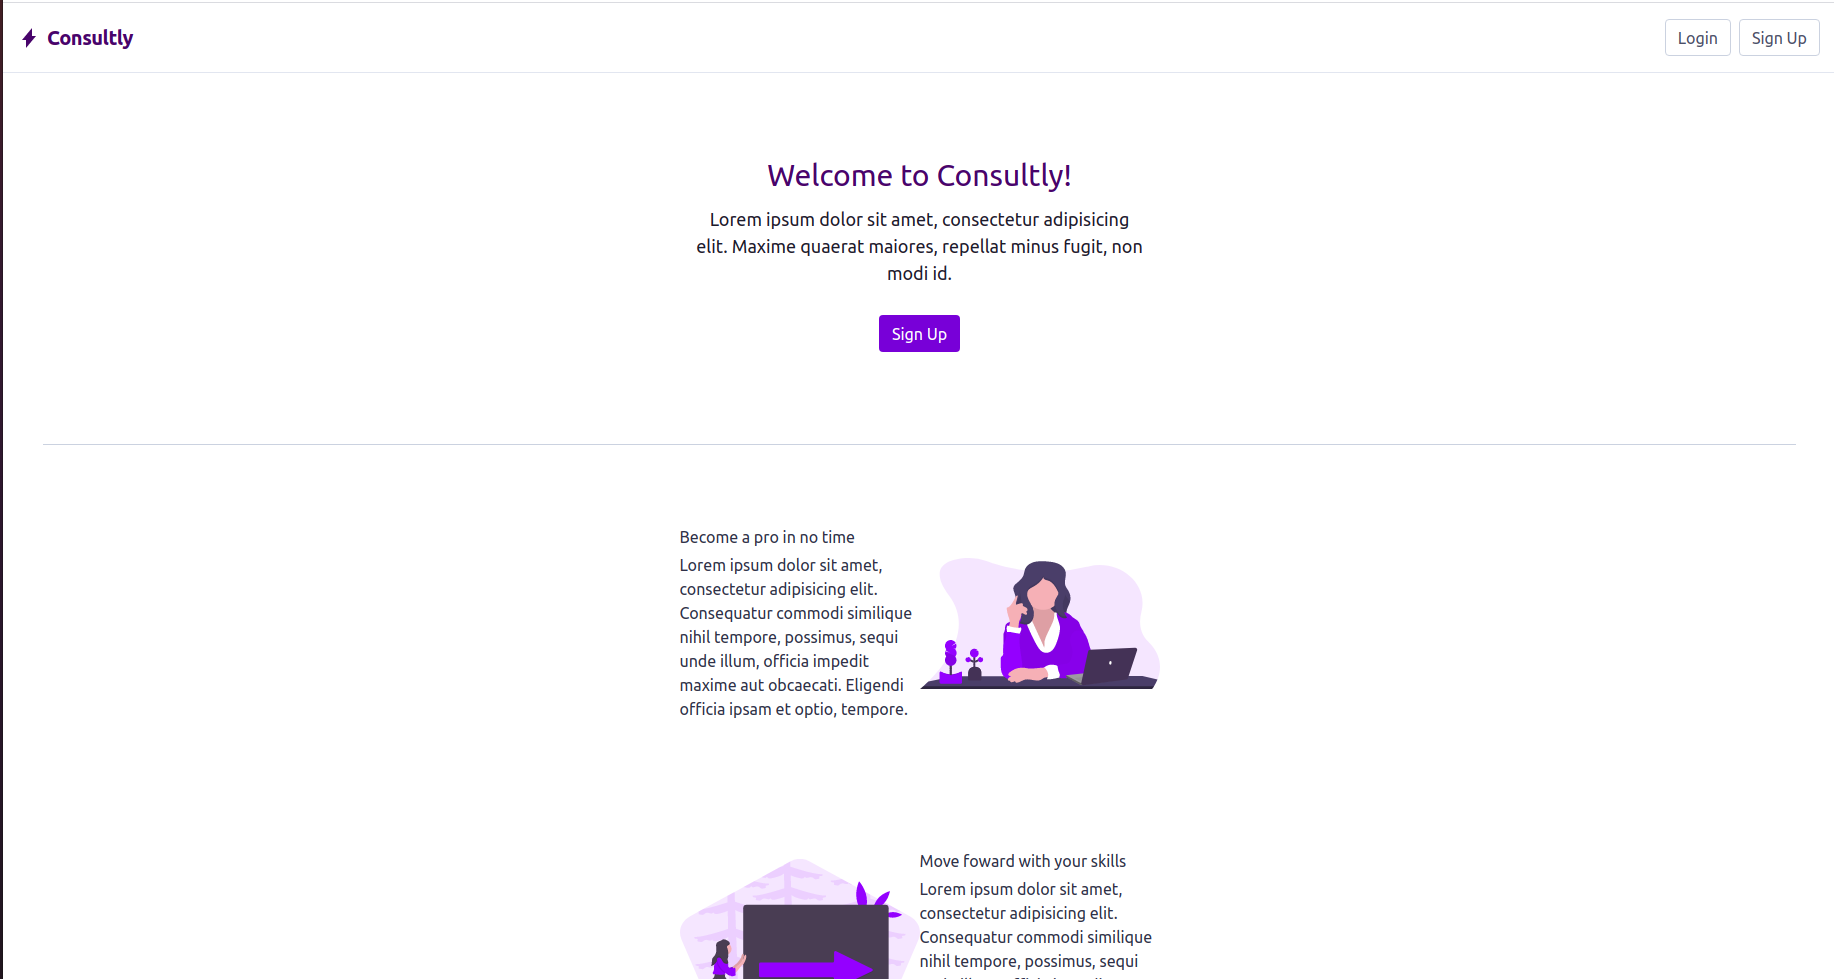 Consultly
Login
Sign Up
Welcome to Consultly!
Lorem ipsum dolor sit amet, consectetur adipisicing
elit. Maxime quaerat maiores, repellat minus fugit, non
modi id.
Sign Up
Become a pro in no time
Lorem ipsum dolor sit amet,
consectetur adipisicing elit.
Consequatur commodi similique
nihil tempore, possimus, sequi
unde illum, officia impedit
maxime aut obcaecati. Eligendi
officia ipsam et optio, tempore.
Move foward with your skills
Lorem ipsum dolor sit amet,
consectetur adipisicing elit.
Consequatur commodi similique
nihil tempore, possimus, sequi